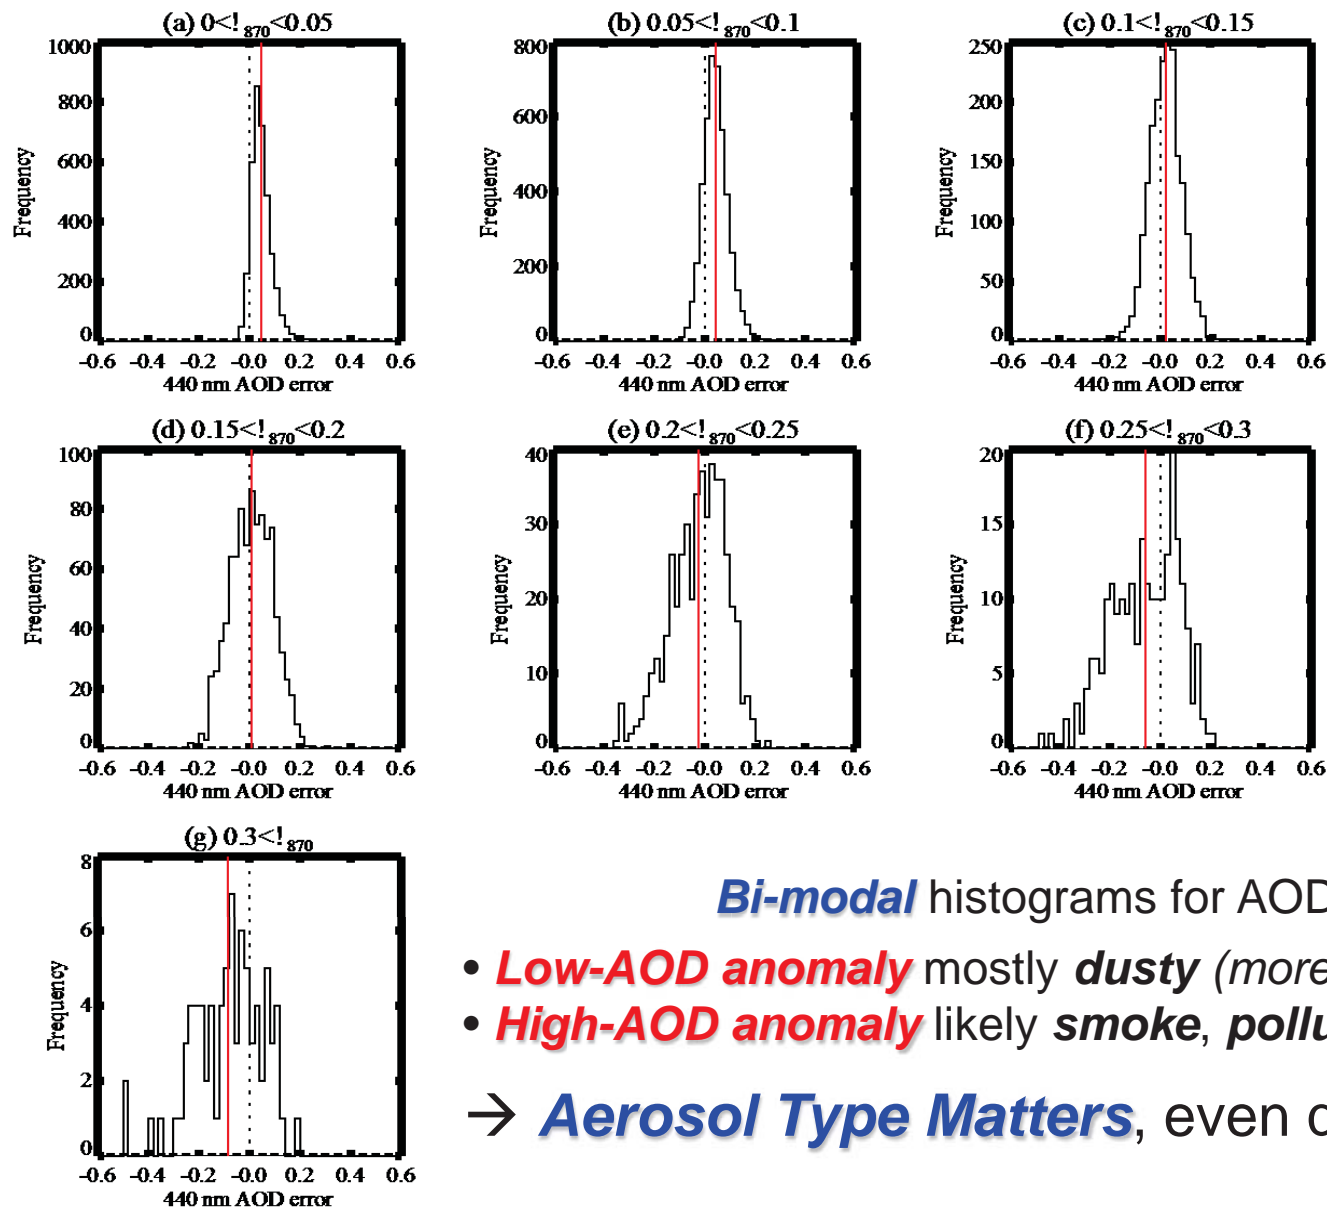 (a) 0<!870<0.05
1000
800
600
400
200
0
Frequency
-0.6 -0.4 -0.2 -0.0 0.2 0.4 0.6
440 nm AOD error
(b) 0.05<!870<0.1
800
600
400
200
0
Frequency
-0.6 -0.4 -0.2 -0.0 0.2 0.4 0.6
440 nm AOD error
(c) 0.1<!870<0.15
250
200
150
100
50
0
Frequency
-0.6 -0.4 -0.2 -0.0 0.2 0.4 0.6
440 nm AOD error
(d) 0.15<!870<0.2
100
80
60
40
20
0
Frequency
-0.6 -0.4 -0.2 -0.0 0.2 0.4 0.6
440 nm AOD error
(e) 0.2<!870<0.25
40
30
20
10
0
Frequency
-0.6 -0.4 -0.2 -0.0 0.2 0.4 0.6
440 nm AOD error
(f) 0.25<!870<0.3
20
15
10
5
0
Frequency
-0.6 -0.4 -0.2 -0.0 0.2 0.4 0.6
440 nm AOD error
(g) 0.3<!870
8
6
4
2
0
Frequency
-0.6 -0.4 -0.2 -0.0 0.2 0.4 0.6
440 nm AOD error
Bi-modal histograms for AOD
• Low-AOD anomaly mostly dusty (more
• High-AOD anomaly likely smoke, pollu
→ Aerosol Type Matters, even